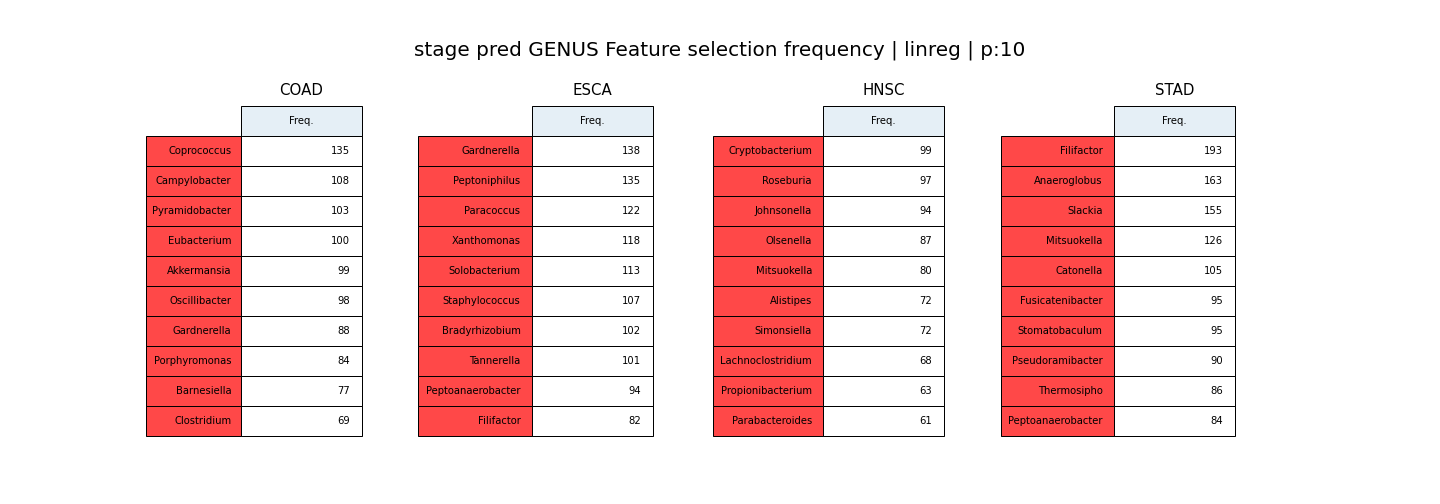 stage pred GENUS Feature selection frequency | linreg | p:10
COAD ESCA HNSC STAD
Freq. Freq. Freq. Freq.
Coprococcus 135 Gardnerella 138 Cryptobacterium 99 Filifactor 193
Campylobacter 108 Peptoniphilus 135 Roseburia 97 Anaeroglobus 163
Pyramidobacter 103 Paracoccus 122 Johnsonella 94 Slackia 155
Eubacterium 100 Xanthomonas 118 Olsenella 87 Mitsuokella 126
Akkermansia 99 Solobacterium 113 Mitsuokella 80 Catonella 105
Oscillibacter 98 Staphylococcus 107 Alistipes 72 Fusicatenibacter 95
Gardnerella 88 Bradyrhizobium 102 Simonsiella 72 Stomatobaculum 95
Porphyromonas 84 Tannerella 101 Lachnoclostridium 68 Pseudoramibacter 90
Barnesiella 77 Peptoanaerobacter 94 Propionibacterium 63 Thermosipho 86
Clostridium 69 Filifactor 82 Parabacteroides 61 Peptoanaerobacter 84